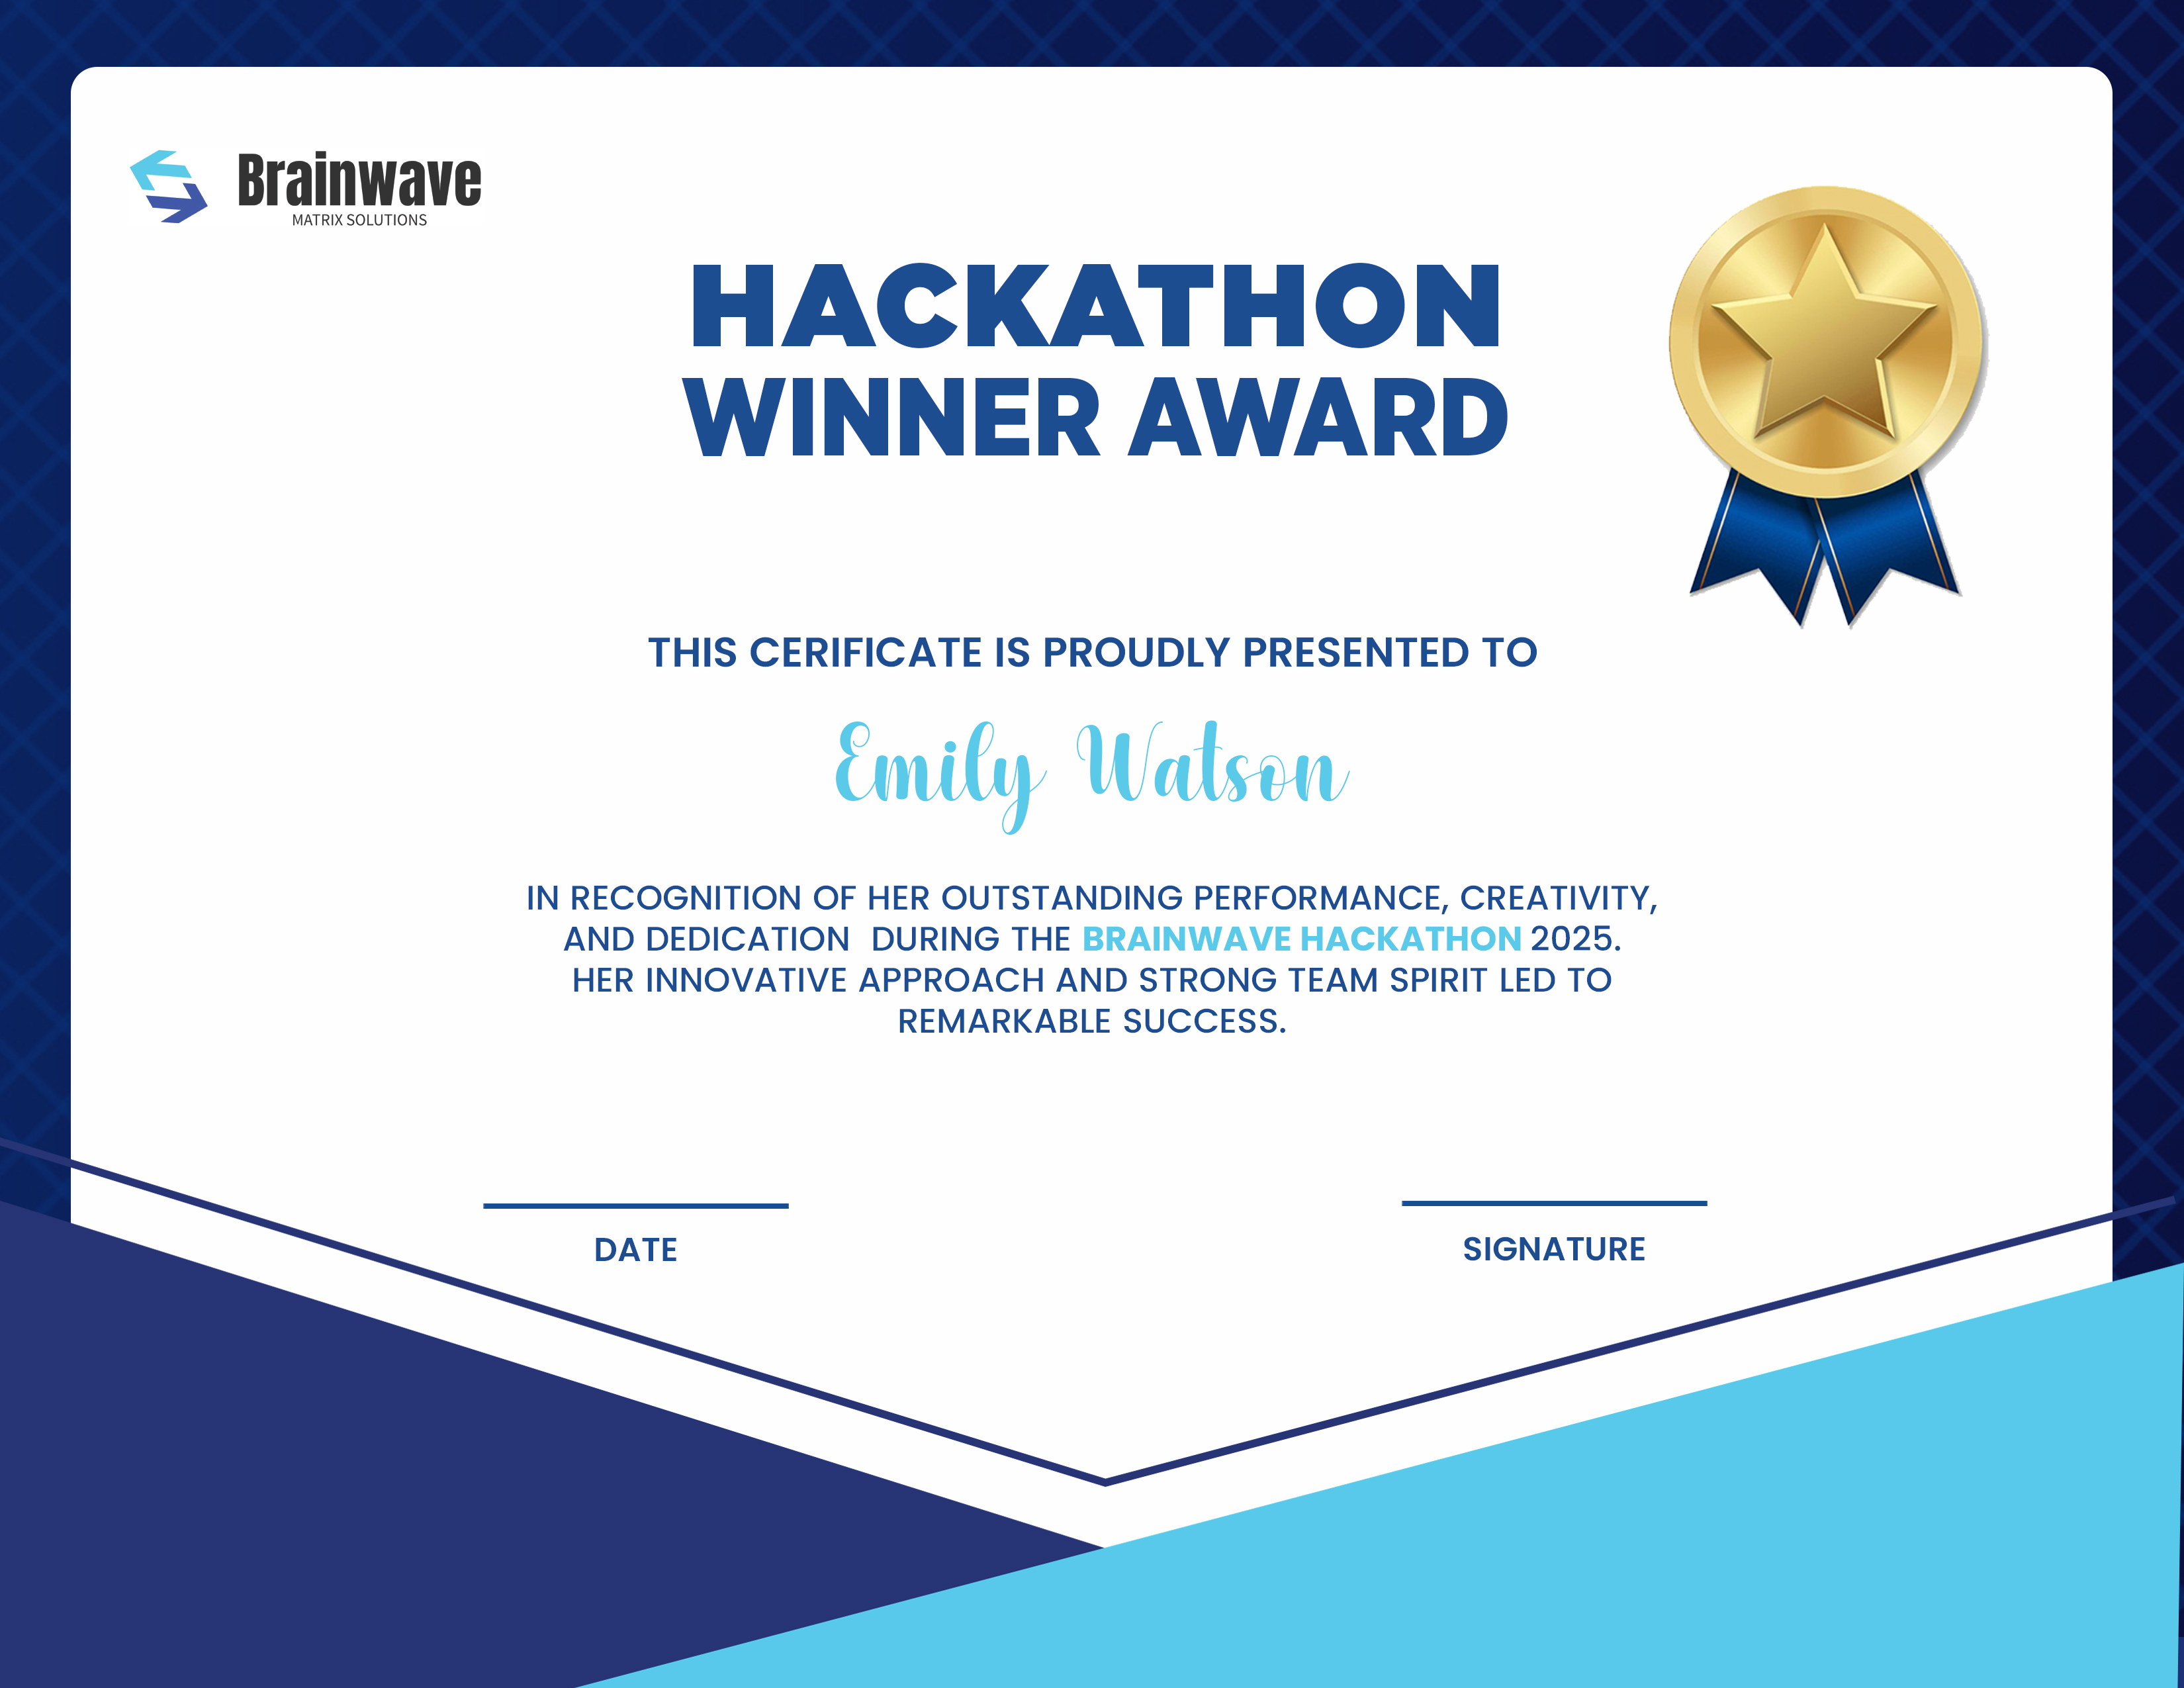 Brainwave
MATRIX SOLUTIONS
HACKATHON
WINNER AWARD
THIS CERIFICATE IS PROUDLY PRESENTED TO
Emily Watson
IN RECOGNITION OF HER OUTSTANDING PERFORMANCE, CREATIVITY,
AND DEDICATION  DURING THE BRAINWAVE HACKATHON 2025.
HER INNOVATIVE APPROACH AND STRONG TEAM SPIRIT LED TO
REMARKABLE SUCCESS.
DATE
SIGNATURE